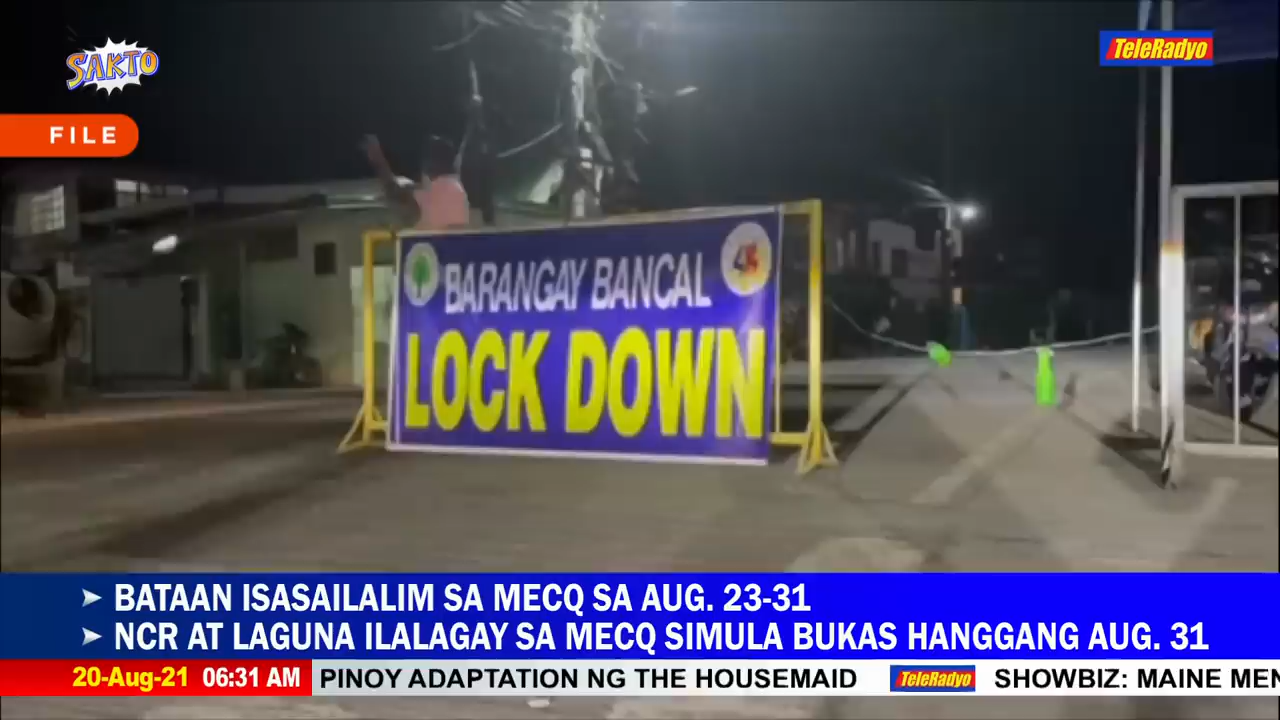 SAKTO
TeleRadyo
FILE
BARANGAY BANCAL
LOCK DOWN
BATAAN ISASAILALIM SA MECQ SA AUG. 23-31
NCR AT LAGUNA ILALAGAY SA MECQ SIMULA BUKAS HANGGANG AUG. 31
20-Aug-21 06:31 AM PINOY ADAPTATION NG THE HOUSEMAID TeleRadyo SHOWBIZ: MAINE MEN